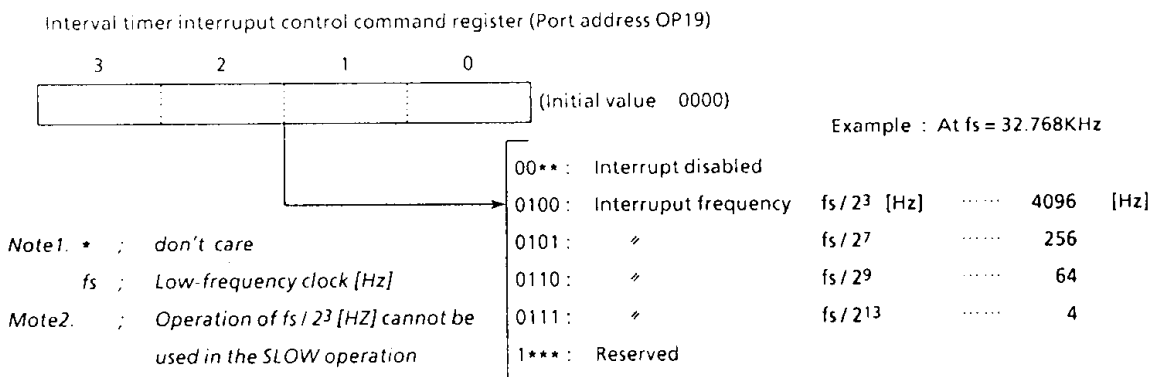 Interval timer interruput control command register (Port address OP19)
3 2 1 0
(Initial value 0000)
Example : At fs = 32.768KHz
00** : Interrupt disabled
0100 : Interruput frequency fs / 2³ [Hz] ...... 4096 [Hz]
0101 : 〃 fs / 2⁷ ...... 256
0110 : 〃 fs / 2⁹ ...... 64
0111 : 〃 fs / 2¹³ ...... 4
1*** : Reserved
Note1. * ; don't care
fs ; Low-frequency clock [Hz]
Mote2. ; Operation of fs / 2³ [HZ] cannot be
used in the SLOW operation